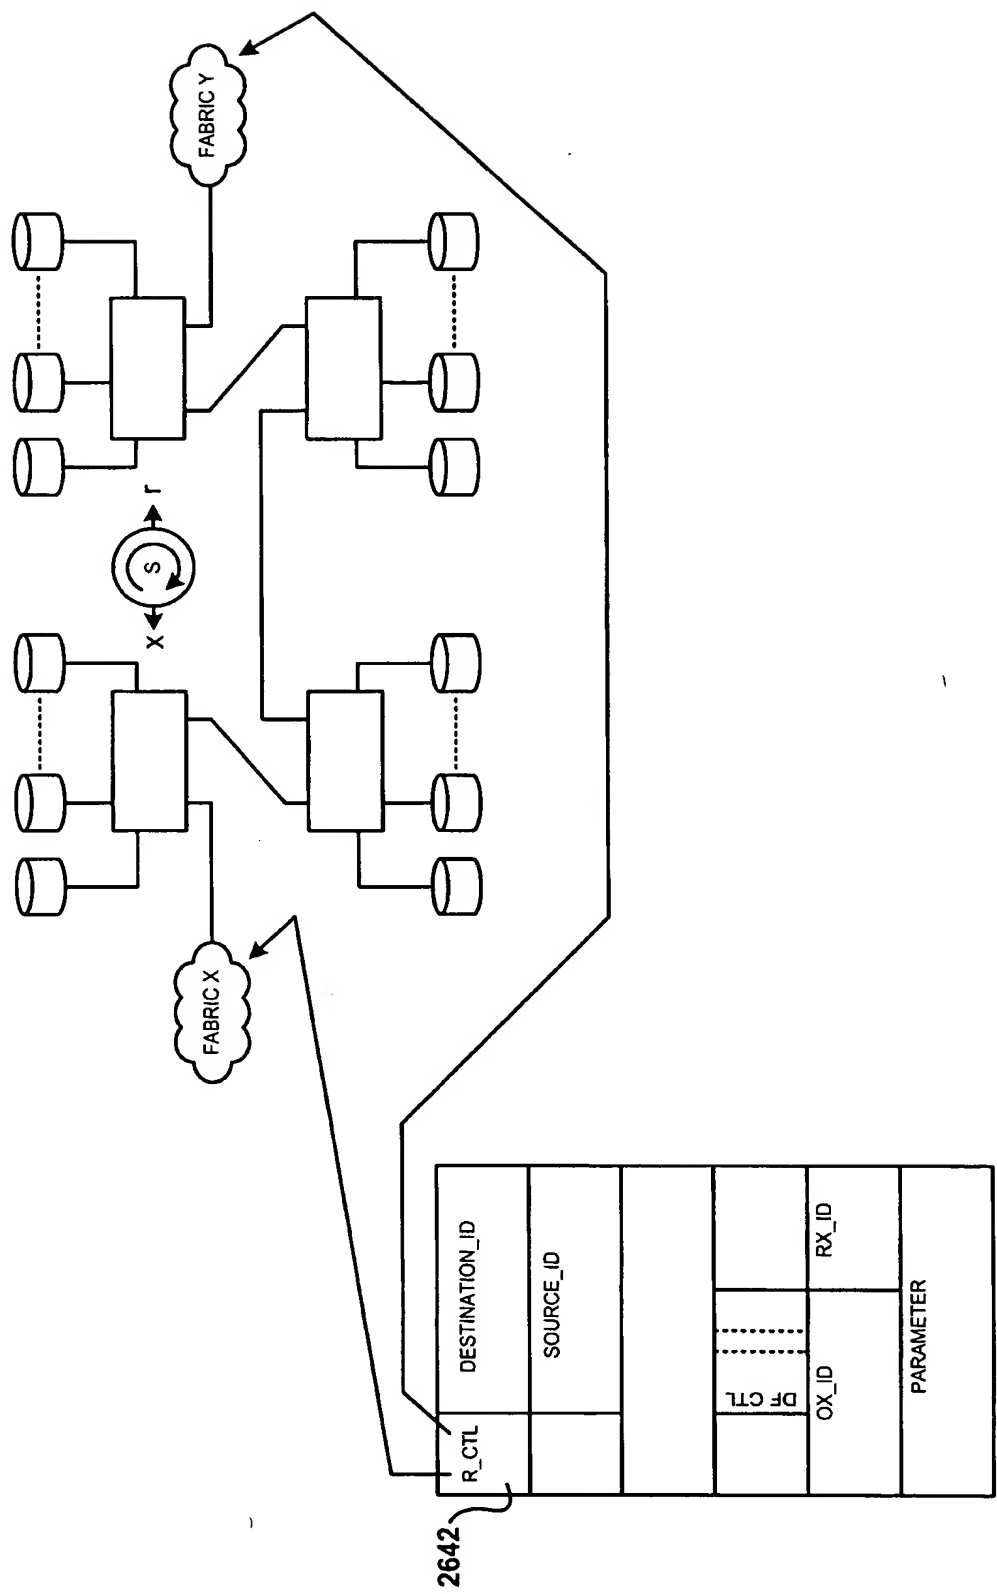 FABRIC X
FABRIC Y
X
S
r
2642
R_CTL
DESTINATION_ID
SOURCE_ID
DF CTL
OX_ID
RX_ID
PARAMETER